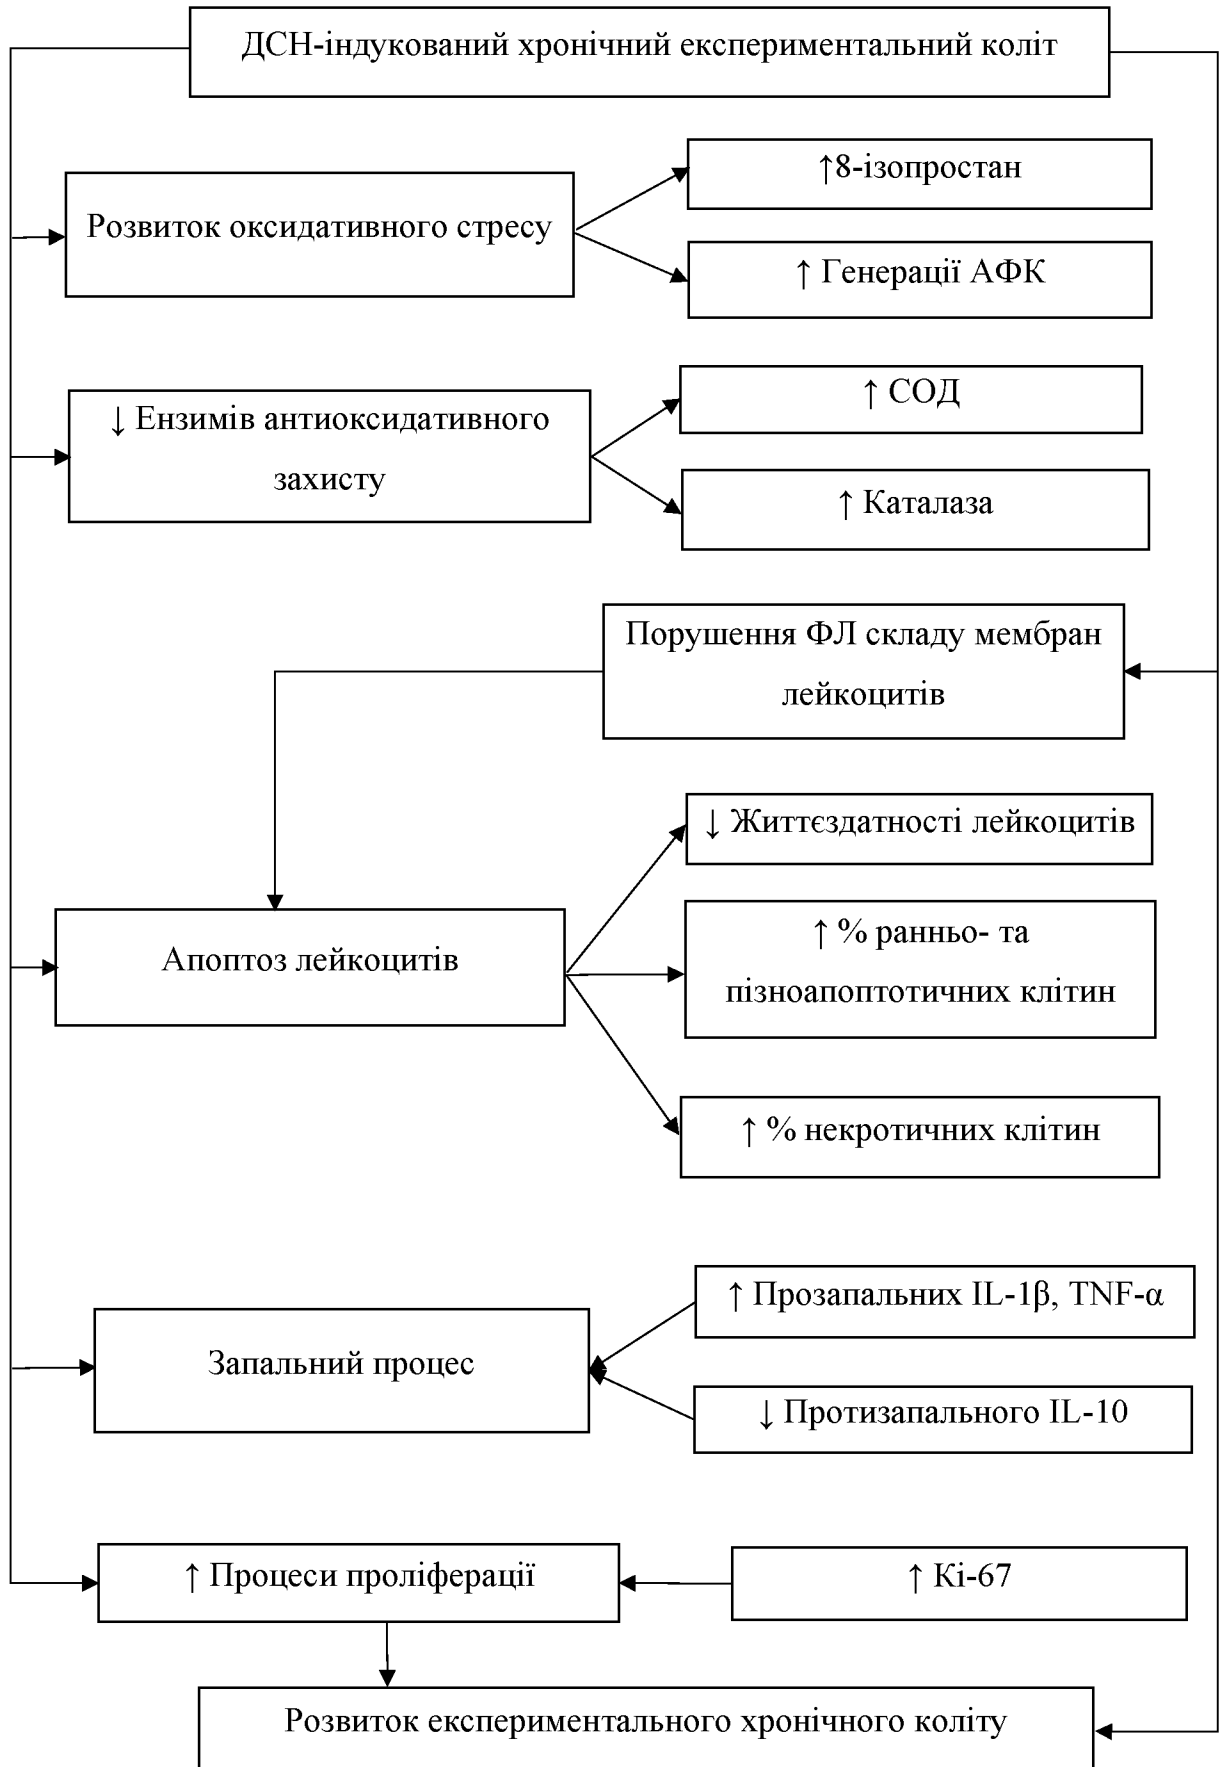 ДСН-індукований хронічний експериментальний коліт
↑8-ізопростан
Розвиток оксидативного стресу
↑ Генерації АФК
↑ СОД
↓ Ензимів антиоксидативного
захисту
↑ Каталаза
Порушення ФЛ складу мембран
лейкоцитів
↓ Життєздатності лейкоцитів
↑ % ранньо- та
пізноапоптотичних клітин
Апоптоз лейкоцитів
↑ % некротичних клітин
↑ Прозапальних IL-1β, TNF-α
Запальний процес
↓ Протизапального IL-10
↑ Процеси проліферації
↑ Кі-67
Розвиток експериментального хронічного коліту